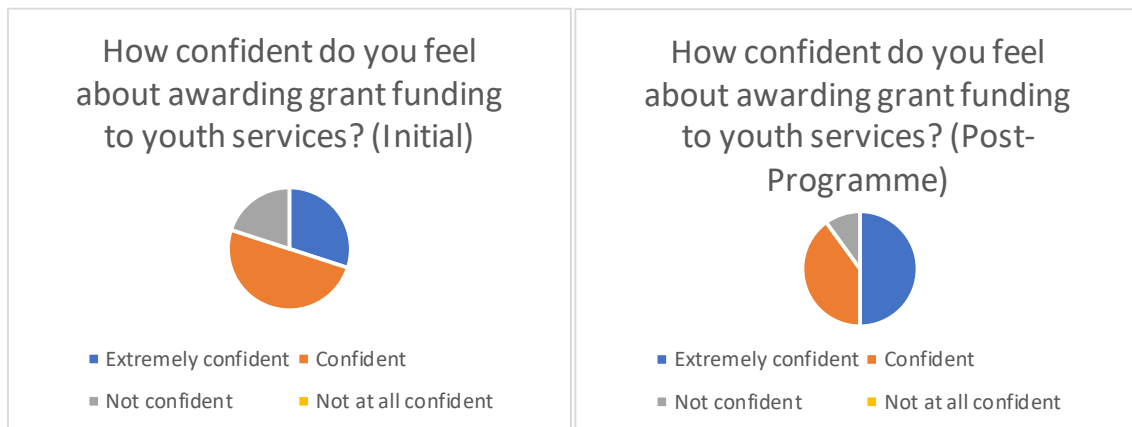 How confident do you feel
about awarding grant funding
to youth services? (Initial)
Extremely confident
Confident
Not confident
Not at all confident
How confident do you feel
about awarding grant funding
to youth services? (Post-
Programme)
Extremely confident
Confident
Not confident
Not at all confident